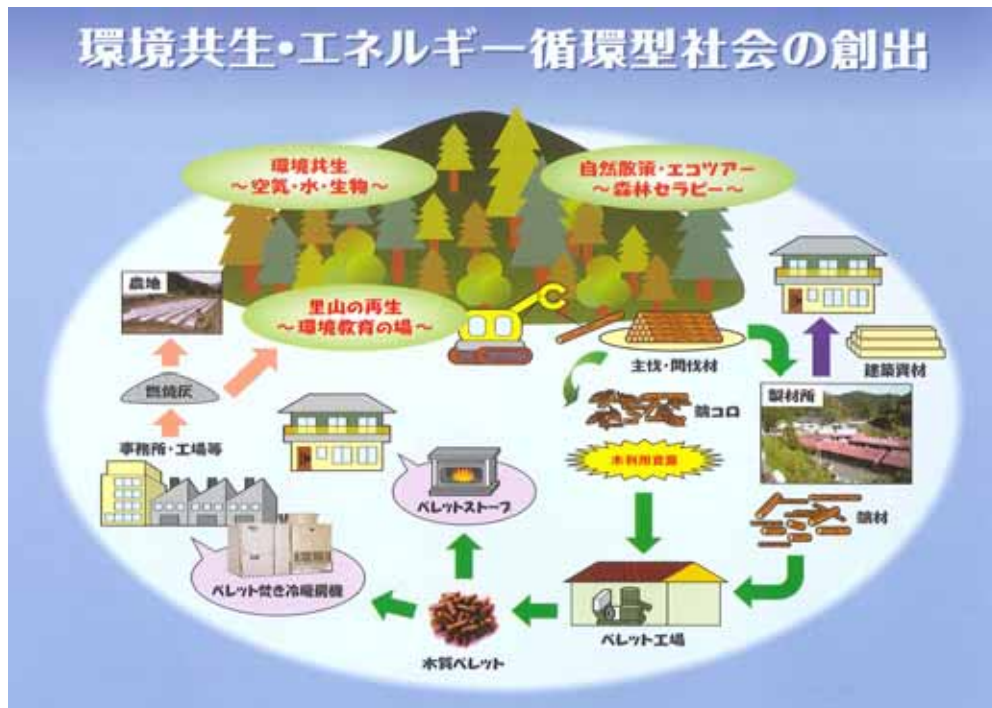 環境共生・エネルギー循環型社会の創出
環境共生
～空気・水・生物～
自然散策・エコツアー
～森林セラピー～
里山の再生
～環境教育の場～
農地
燃焼灰
事務所・工場等
主伐・間伐材
端コロ
未利用資源
建築資材
製材所
端材
ペレットストーブ
ペレット焚き冷暖房機
木質ペレット
ペレット工場